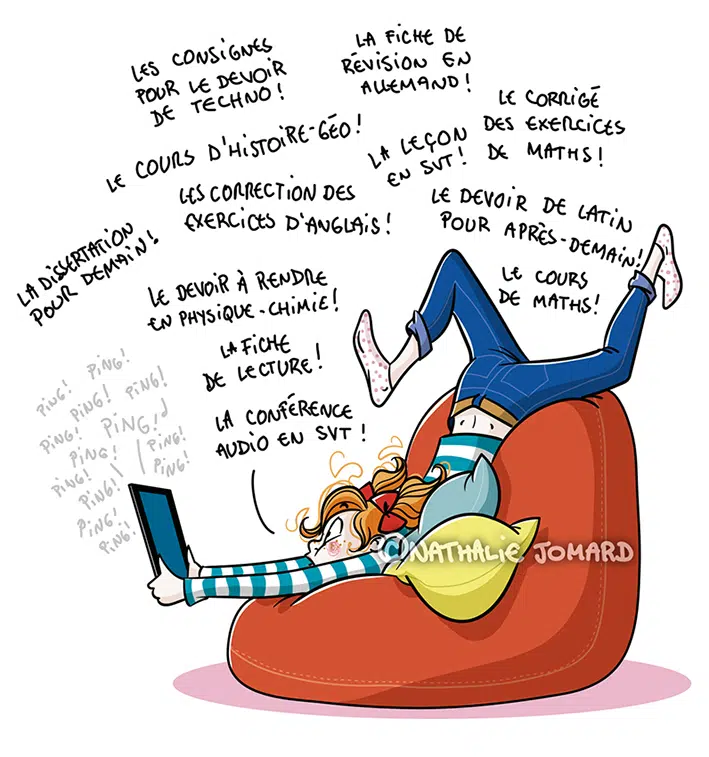 LES CONSIGNES
POUR LE DEVOIR
DE TECHNO !
LA FICHE DE
RÉVISION EN
ALLEMAND !
LE CORRIGÉ
DES EXERCICES
DE MATHS !
LE COURS D'HISTOIRE-GÉO !
LA LEÇON
EN SVT !
LES CORRECTION DES
EXERCICES D'ANGLAIS !
LE DEVOIR DE LATIN
POUR APRÈS-DEMAIN !
LA DISSERTATION
POUR DEMAIN !
LE DEVOIR À RENDRE
EN PHYSIQUE-CHIMIE !
LE COURS
DE MATHS !
LA FICHE
DE LECTURE !
LA CONFÉRENCE
AUDIO EN SVT !
PING! PING!
PING! PING!
PING! PING!
PING! PING!
PING! PING!
PING!
PING!
PING!
©NATHALIE JOMARD